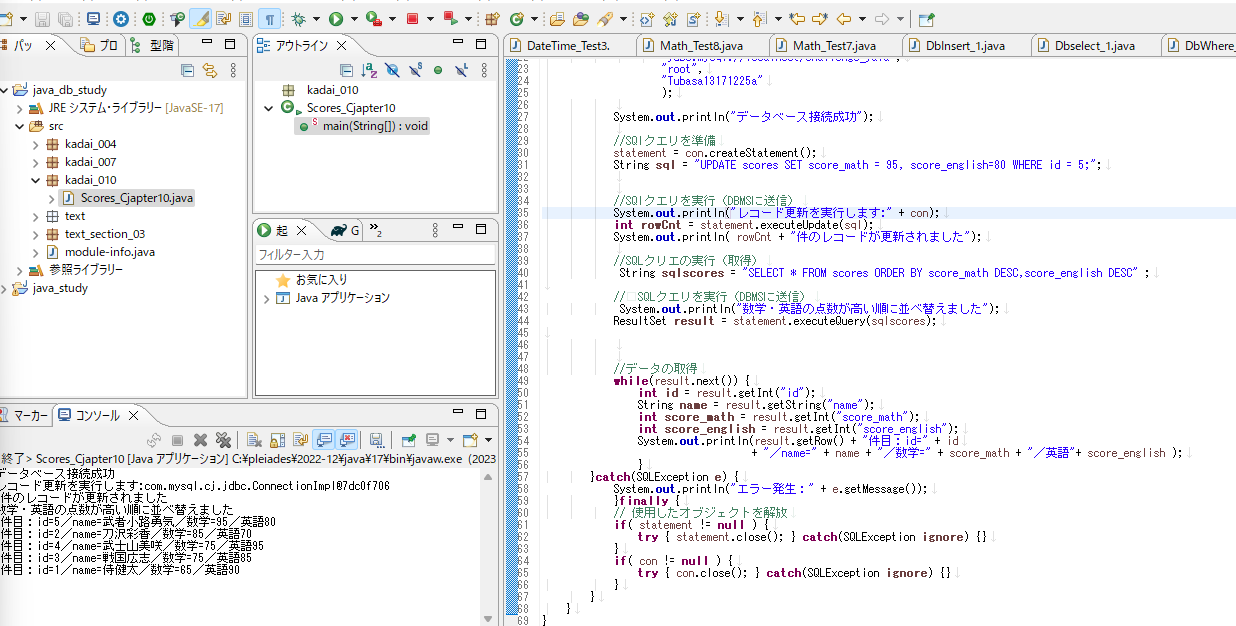 パッ
プロ
型階
java_db_study
JRE システム・ライブラリー [JavaSE-17]
src
kadai_004
kadai_007
kadai_010
Scores_Cjapter10.java
text
text_section_03
module-info.java
参照ライブラリー
java_study
アウトライン
kadai_010
Scores_Cjapter10
main(String[]) : void
起
G
»2
フィルター入力
お気に入り
Java アプリケーション
マーカー
コンソール
終了> Scores_Cjapter10 [Java アプリケーション] C:¥pleiades¥2022-12¥java¥17¥bin¥javaw.exe (2023
データベース接続成功
レコード更新を実行します:com.mysql.cj.jdbc.ConnectionImpl@7dc0f706
件のレコードが更新されました
数学・英語の点数が高い順に並べ替えました
件目：id=5／name=武者小路勇気／数学=95／英語80
件目：id=2／name=刀沢彩香／数学=85／英語70
件目：id=4／name=武士山美咲／数学=75／英語95
件目：id=3／name=戦国広志／数学=75／英語85
件目：id=1／name=侍健太／数学=65／英語90
DateTime_Test3.
Math_Test8.java
Math_Test7.java
DbInsert_1.java
Dbselect_1.java
DbWhere_
23 "root",
24 "Tubasa13171225a"
25 );
26
27 System.out.println("データベース接続成功");
28
29 //SQlクエリを準備
30 statement = con.createStatement();
31 String sql = "UPDATE scores SET score_math = 95, score_english=80 WHERE id = 5;";
32
33
34 //SQlクエリを実行（DBMSに送信）
35 System.out.println("レコード更新を実行します:" + con);
36 int rowCnt = statement.executeUpdate(sql);
37 System.out.println( rowCnt + "件のレコードが更新されました");
38
39 //SQLクリエの実行（取得）
40 String sqlscores = "SELECT * FROM scores ORDER BY score_math DESC,score_english DESC" ;
41
42 // SQLクエリを実行（DBMSに送信）
43 System.out.println("数学・英語の点数が高い順に並べ替えました");
44 ResultSet result = statement.executeQuery(sqlscores);
45
46
47
48 //データの取得
49 while(result.next()) {
50 int id = result.getInt("id");
51 String name = result.getString("name");
52 int score_math = result.getInt("score_math");
53 int score_english = result.getInt("score_english");
54 System.out.println(result.getRow() + "件目：id=" + id
55 + "／name=" + name + "／数学=" + score_math + "／英語"+ score_english );
56 }
57 }catch(SQLException e) {
58 System.out.println("エラー発生：" + e.getMessage());
59 }finally {
60 // 使用したオブジェクトを解放
61 if( statement != null ) {
62 try { statement.close(); } catch(SQLException ignore) {}
63 }
64 if( con != null ) {
65 try { con.close(); } catch(SQLException ignore) {}
66 }
67 }
68 }
69 }